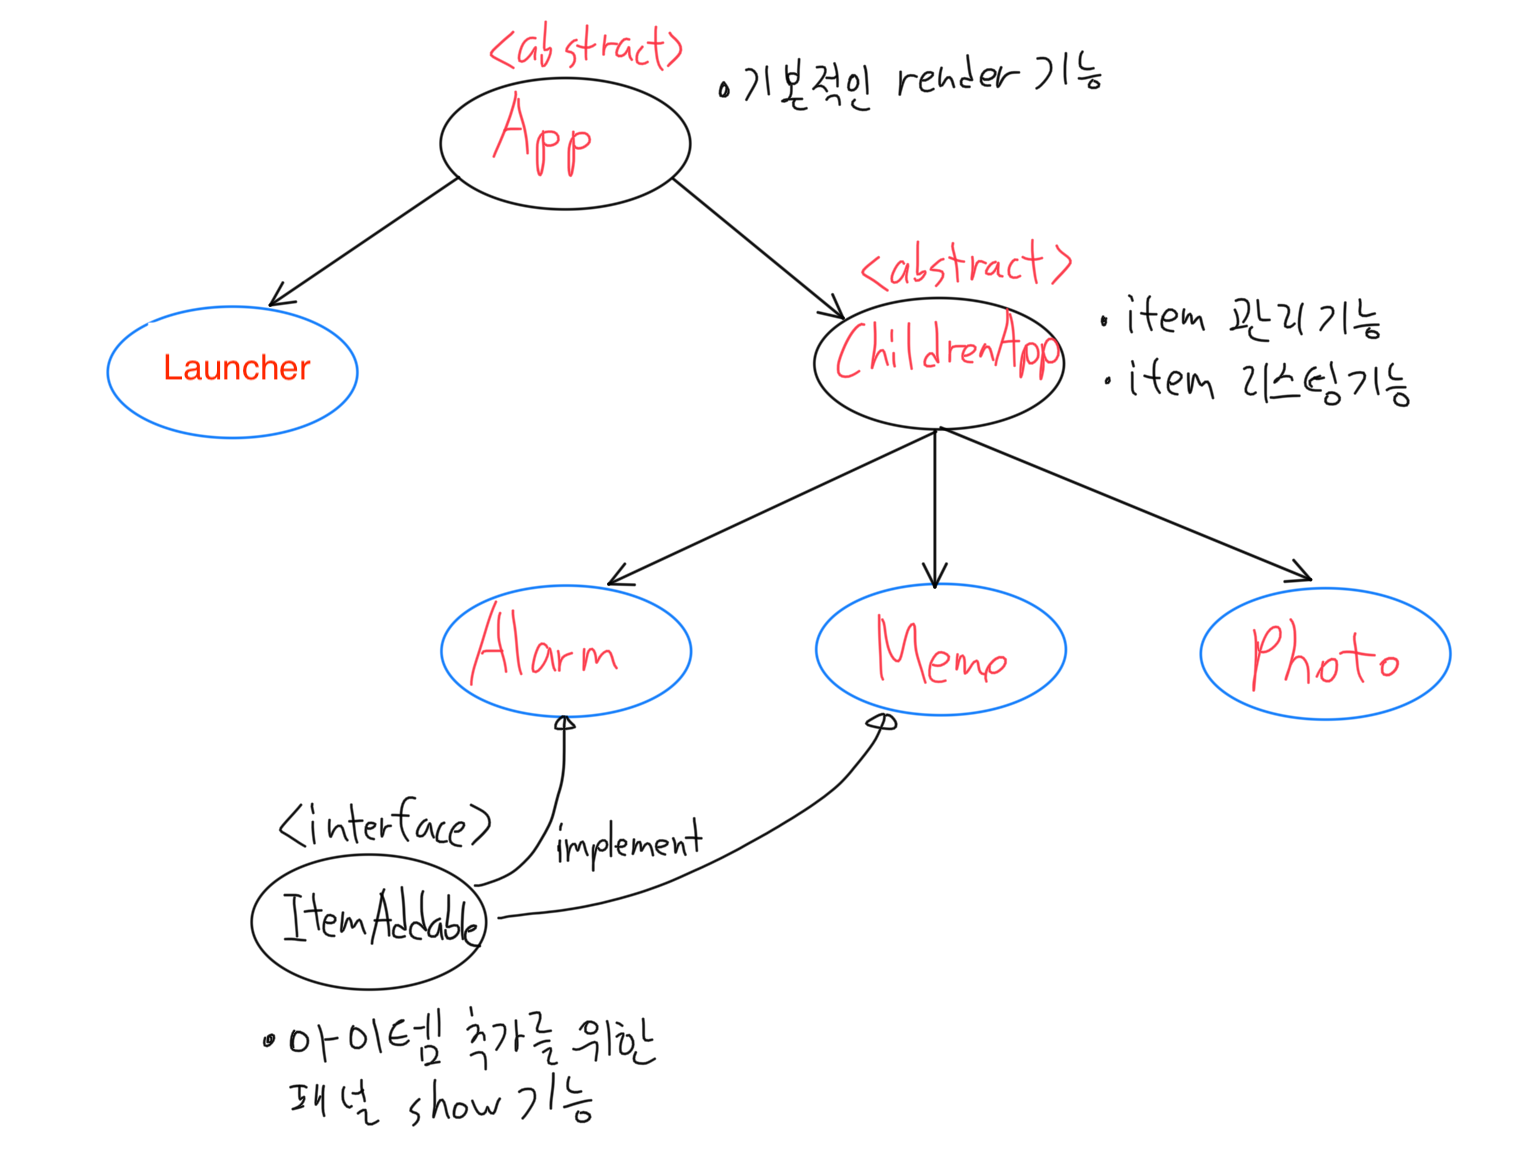 <abstract>
App
• 기본적인 render 기능
<abstract>
ChildrenApp
• item 관리기능
• item 리스팅기능
Launcher
Alarm
Memo
Photo
<interface>
implement
ItemAddable
• 아이템 추가를 위한
패널 show 기능